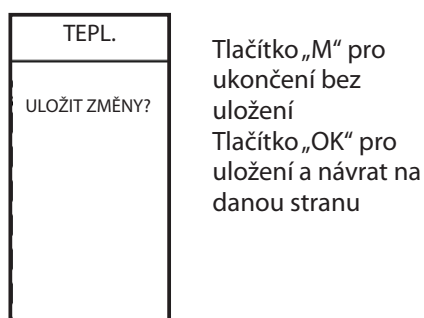 TEPL.
ULOŽIT ZMĚNY?
Tlačítko „M“ pro
ukončení bez
uložení
Tlačítko „OK“ pro
uložení a návrat na
danou stranu